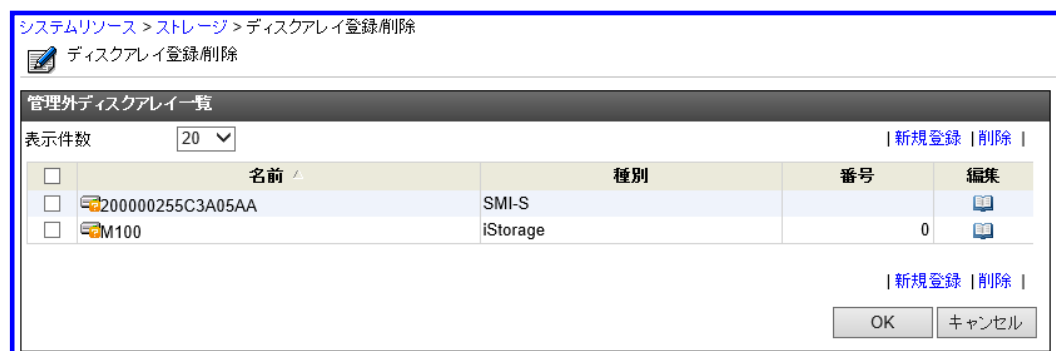 システムリソース > ストレージ > ディスクアレイ登録/削除
ディスクアレイ登録/削除
管理外ディスクアレイ一覧
表示件数 20 | 新規登録 | 削除 |
名前 種別 番号 編集
200000255C3A05AA SMI-S
M100 iStorage 0
| 新規登録 | 削除 |
OK キャンセル